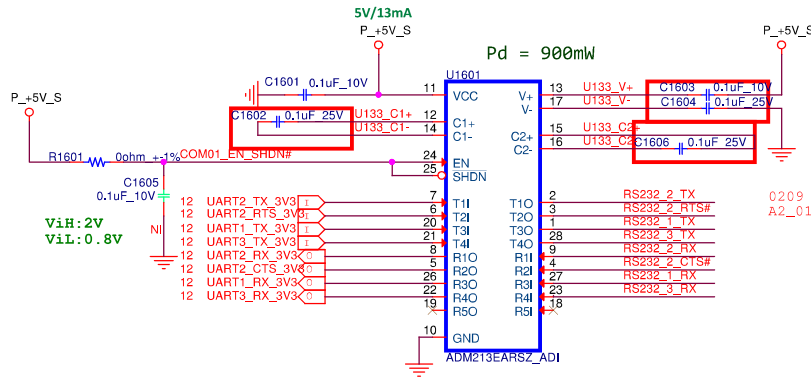 5V/13mA
P_+5V_S
Pd = 900mW
P_+5V_S
U1601
C1601
0.1uF_10V
11
VCC
V+
13
U133_V+
C1603
0.1uF_10V
V-
17
U133_V-
C1604
0.1uF_25V
P_+5V_S
C1602
0.1uF_25V
U133_C1+
12
C1+
U133_C1-
14
C1-
C2+
15
U133_C2+
C2-
16
C1606
0.1uF_25V
R1601
0ohm_+-1%
COM01_EN_SHDN#
24
EN
25
SHDN
C1605
0.1uF_10V
NI
ViH:2V
ViL:0.8V
12 UART2_TX_3V3 I
7
T1I
T1O
2
RS232_2_TX
12 UART2_RTS_3V3 I
6
T2I
T2O
3
RS232_2_RTS#
12 UART1_TX_3V3 I
20
T3I
T3O
1
RS232_1_TX
12 UART3_TX_3V3 I
21
T4I
T4O
28
RS232_3_TX
12 UART2_RX_3V3 O
8
R1O
R1I
9
RS232_2_RX
12 UART2_CTS_3V3 O
5
R2O
R2I
4
RS232_2_CTS#
12 UART1_RX_3V3 O
26
R3O
R3I
27
RS232_1_RX
12 UART3_RX_3V3 O
22
R4O
R4I
23
RS232_3_RX
19
R5O
R5I
18
10
GND
ADM213EARSZ_ADI
0209
A2_01